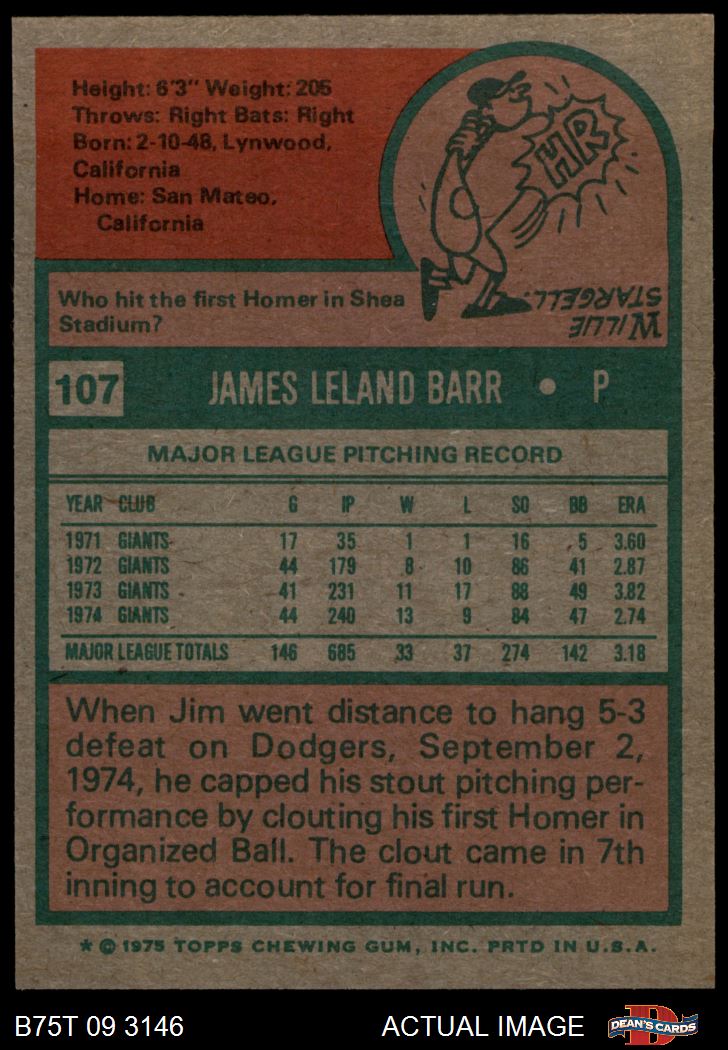 Height: 6'3" Weight: 205
Throws: Right Bats: Right
Born: 2-10-48, Lynwood,
California
Home: San Mateo,
California
HR
Who hit the first Homer in Shea
Stadium?
WILLIE
STARGELL.
107 JAMES LELAND BARR • P
MAJOR LEAGUE PITCHING RECORD
YEAR CLUB G IP W L SO BB ERA
1971 GIANTS 17 35 1 1 16 5 3.60
1972 GIANTS 44 179 8 10 86 41 2.87
1973 GIANTS 41 231 11 17 88 49 3.82
1974 GIANTS 44 240 13 9 84 47 2.74
MAJOR LEAGUE TOTALS 146 685 33 37 274 142 3.18
When Jim went distance to hang 5-3
defeat on Dodgers, September 2,
1974, he capped his stout pitching per-
formance by clouting his first Homer in
Organized Ball. The clout came in 7th
inning to account for final run.
* © 1975 TOPPS CHEWING GUM, INC. PRTD IN U.S.A.
B75T 09 3146 ACTUAL IMAGE DEAN'S CARDS